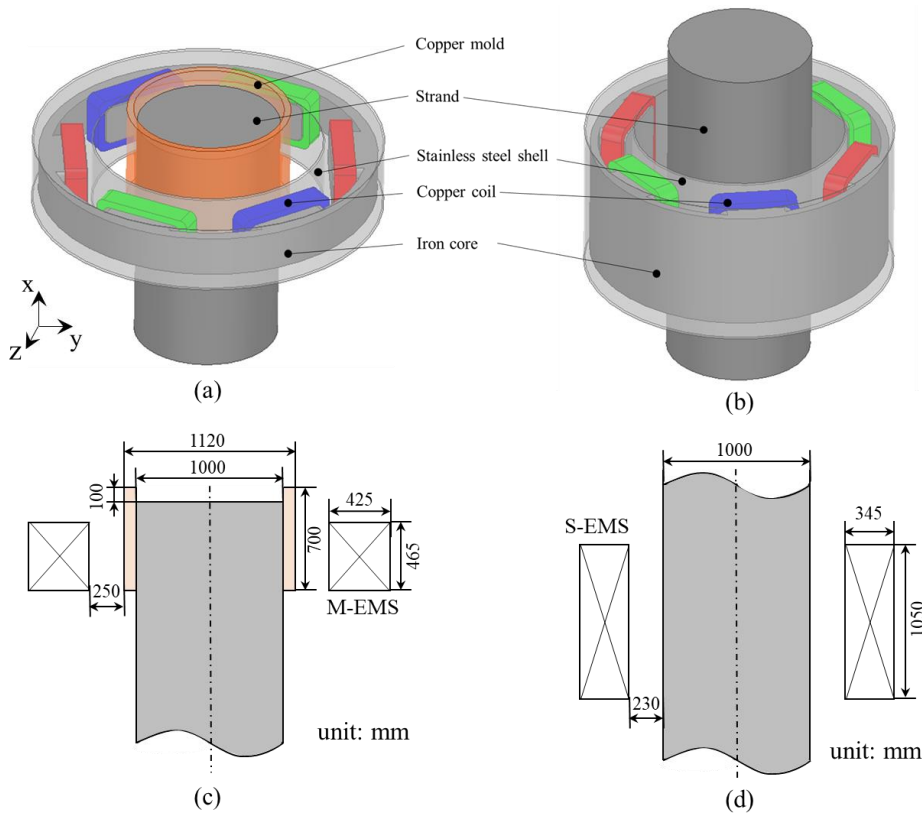 Copper mold
Strand
Stainless steel shell
Copper coil
Iron core
x
y
z
(a)
(b)
1120
1000
100
700
425
465
250
M-EMS
unit: mm
(c)
1000
S-EMS
345
1050
230
unit: mm
(d)